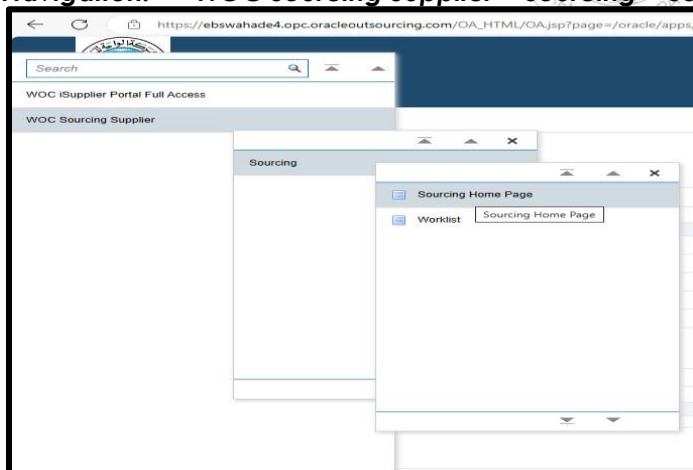 https://ebswahade4.opc.oracleoutsourcing.com/OA_HTML/OA.jsp?page=/oracle/apps/
Search
WOC iSupplier Portal Full Access
WOC Sourcing Supplier
Sourcing
Sourcing Home Page
Worklist
Sourcing Home Page